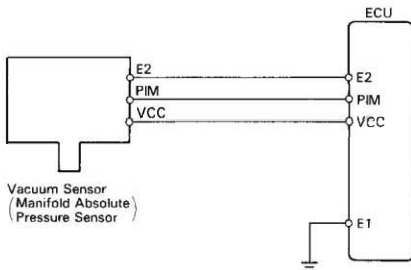 ECU
E2
E2
PIM
PIM
VCC
VCC
Vacuum Sensor
(Manifold Absolute
Pressure Sensor)
E1